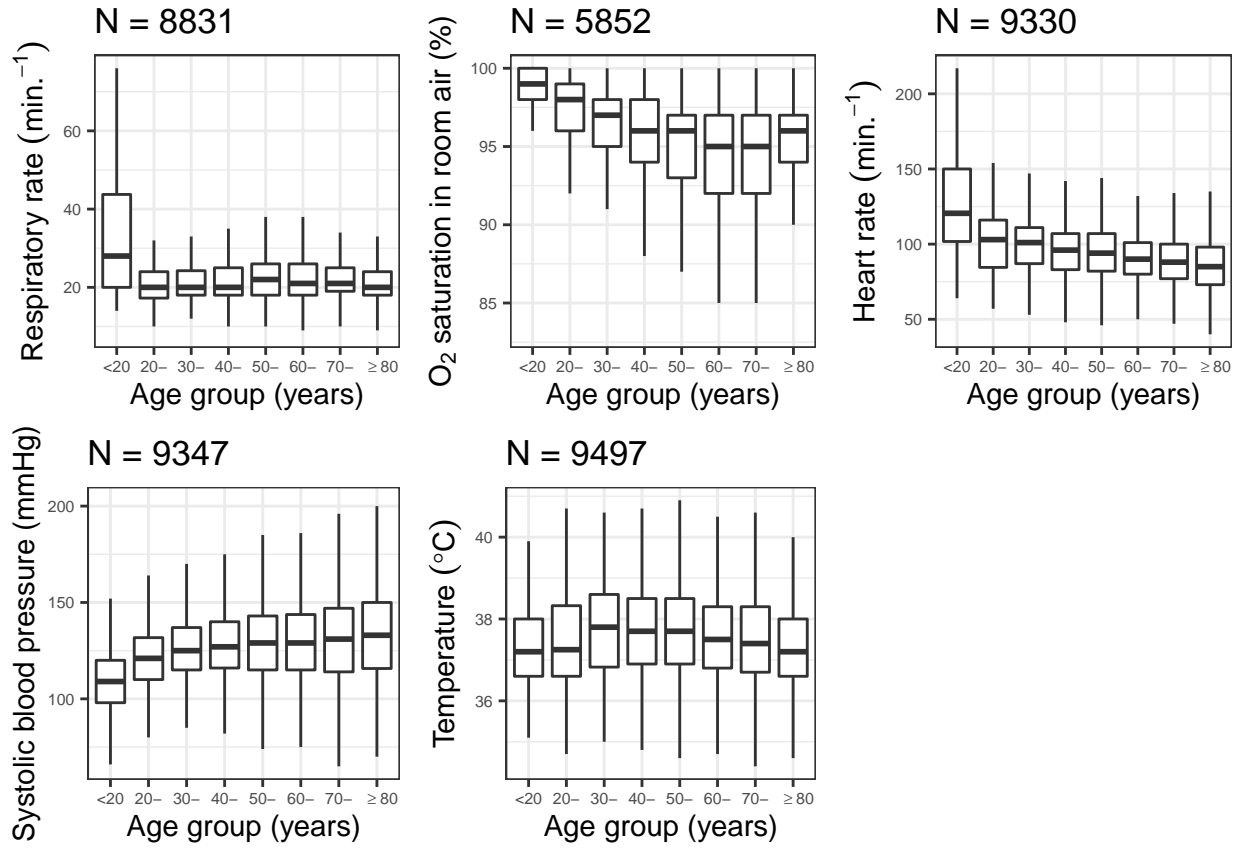 N = 8831
Respiratory rate (min.⁻¹)
60
40
20
<20 20– 30– 40– 50– 60– 70– ≥ 80
Age group (years)
N = 5852
O₂ saturation in room air (%)
100
95
90
85
<20 20– 30– 40– 50– 60– 70– ≥ 80
Age group (years)
N = 9330
Heart rate (min.⁻¹)
200
150
100
50
<20 20– 30– 40– 50– 60– 70– ≥ 80
Age group (years)
N = 9347
Systolic blood pressure (mmHg)
200
150
100
<20 20– 30– 40– 50– 60– 70– ≥ 80
Age group (years)
N = 9497
Temperature (°C)
40
38
36
<20 20– 30– 40– 50– 60– 70– ≥ 80
Age group (years)